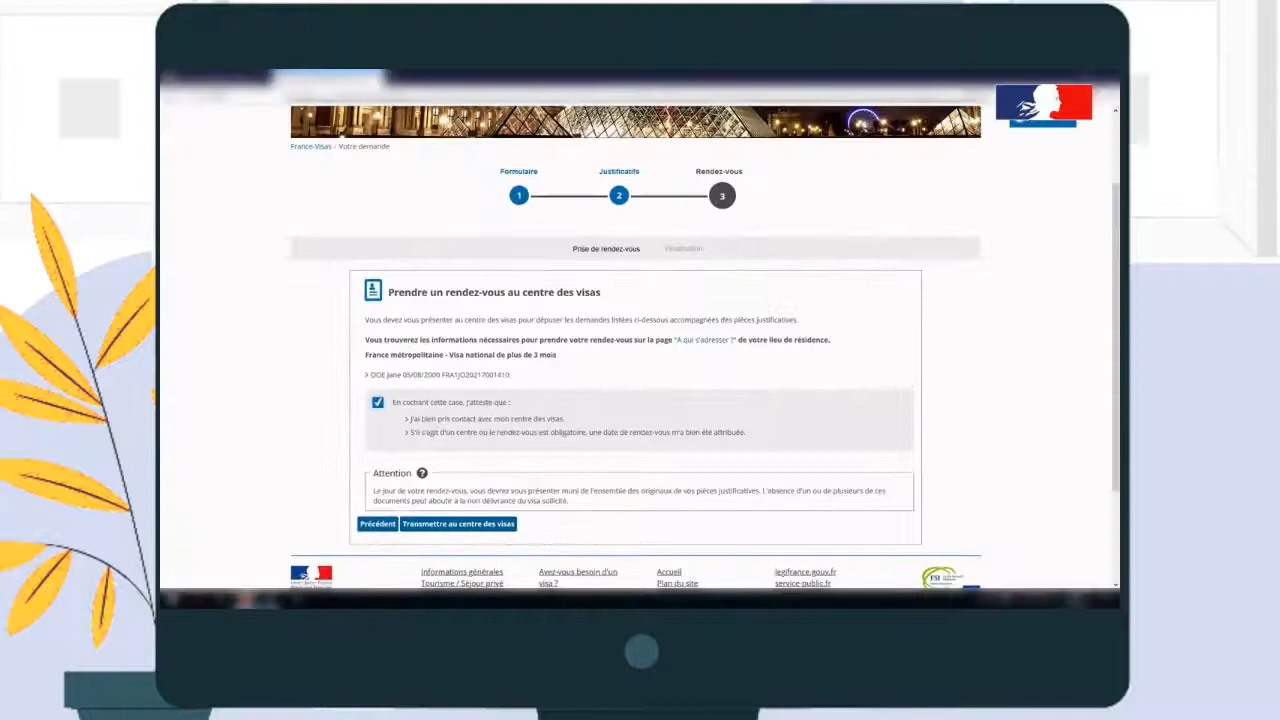 France-Visas / Votre demande
Formulaire Justificatifs Rendez-vous
1 2 3
Prise de rendez-vous
Prendre un rendez-vous au centre des visas
Vous devez vous présenter au centre des visas pour déposer les demandes listées ci-dessous accompagnées des pièces justificatives.
Vous trouverez les informations nécessaires pour prendre votre rendez-vous sur la page "A qui s'adresser ?" de votre lieu de résidence,
France métropolitaine - Visa national de plus de 3 mois
> DOE Jane 05/08/2000
En cochant cette case, j'atteste que :
> J'ai bien pris contact avec mon centre des visas.
> S'il s'agit d'un centre ou le rendez-vous est obligatoire, une date de rendez-vous m'a bien été attribuée.
Attention ?
Le jour de votre rendez-vous, vous devrez vous présenter muni de l'ensemble des originaux de vos pièces justificatives. L'absence d'un ou de plusieurs de ces
documents peut aboutir à la non délivrance du visa sollicité.
Précédent Transmettre au centre des visas
Informations générales Avez-vous besoin d'un Accueil legifrance.gouv.fr
Tourisme / Séjour privé visa ? Plan du site service-public.fr
FSI